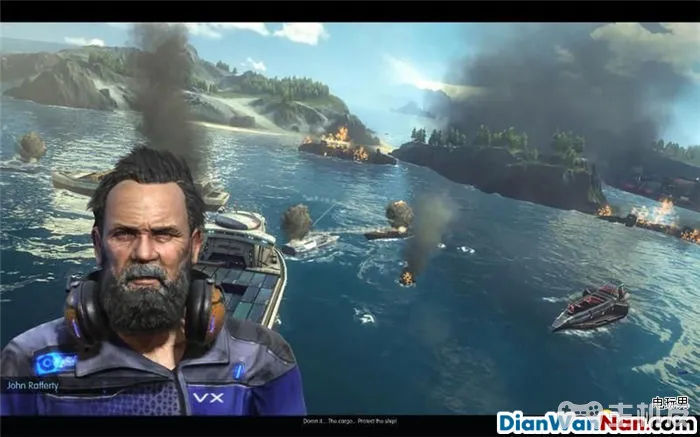 VX
John Rafferty
电玩男
Damn it... The cargo... Protect the ship!
DianWanNan.com